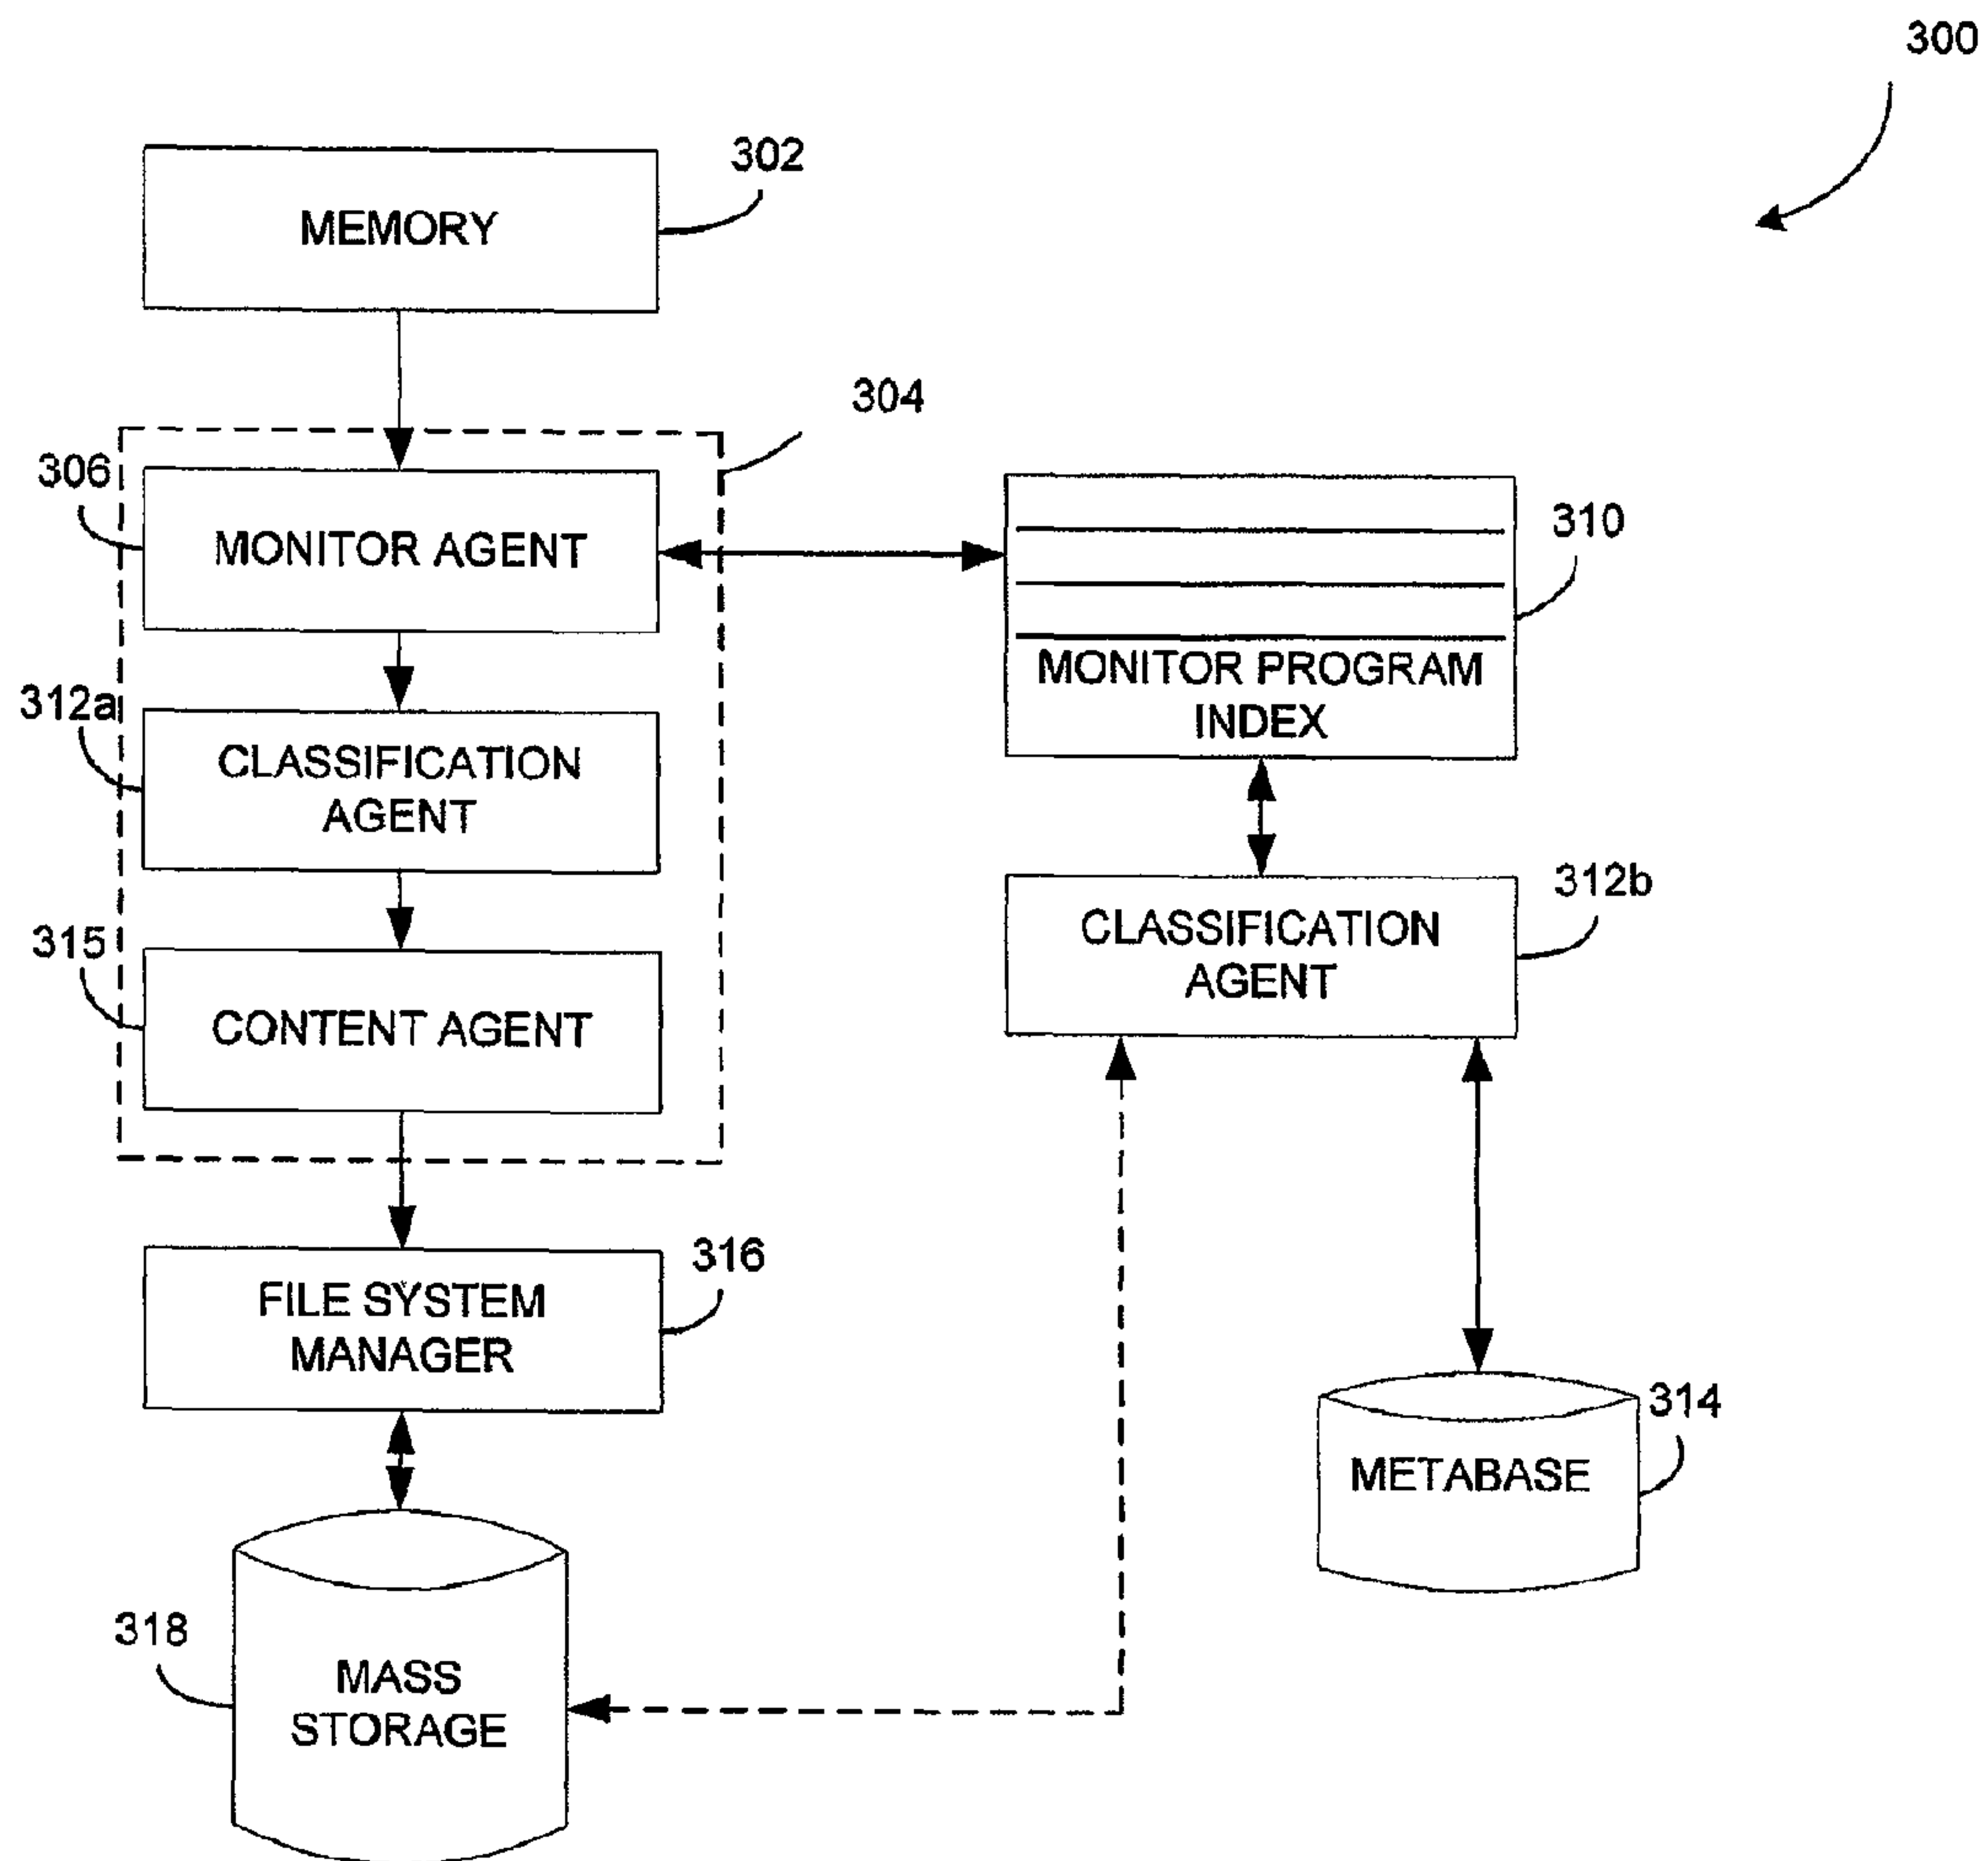 300
302
MEMORY
304
306
MONITOR AGENT
310
MONITOR PROGRAM
INDEX
312a
CLASSIFICATION
AGENT
312b
CLASSIFICATION
AGENT
315
CONTENT AGENT
316
FILE SYSTEM
MANAGER
314
METABASE
318
MASS
STORAGE